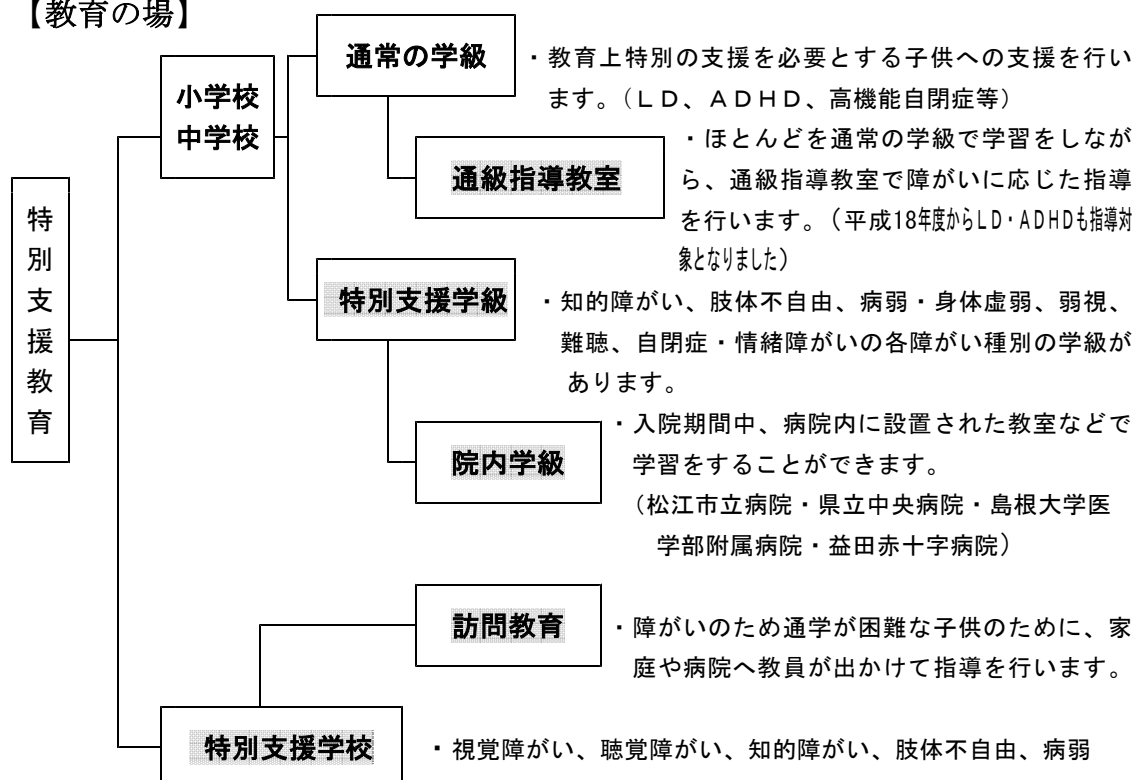 【教育の場】
通常の学級
・教育上特別の支援を必要とする子供への支援を行い
ます。（ＬＤ、ＡＤＨＤ、高機能自閉症等）
小学校
中学校
通級指導教室
・ほとんどを通常の学級で学習をしなが
ら、通級指導教室で障がいに応じた指導
を行います。（平成18年度からＬＤ・ＡＤＨＤも指導対
象となりました）
特別支援教育
特別支援学級
・知的障がい、肢体不自由、病弱・身体虚弱、弱視、
難聴、自閉症・情緒障がいの各障がい種別の学級が
あります。
院内学級
・入院期間中、病院内に設置された教室などで
学習をすることができます。
（松江市立病院・県立中央病院・島根大学医
学部附属病院・益田赤十字病院）
訪問教育
・障がいのため通学が困難な子供のために、家
庭や病院へ教員が出かけて指導を行います。
特別支援学校
・視覚障がい、聴覚障がい、知的障がい、肢体不自由、病弱